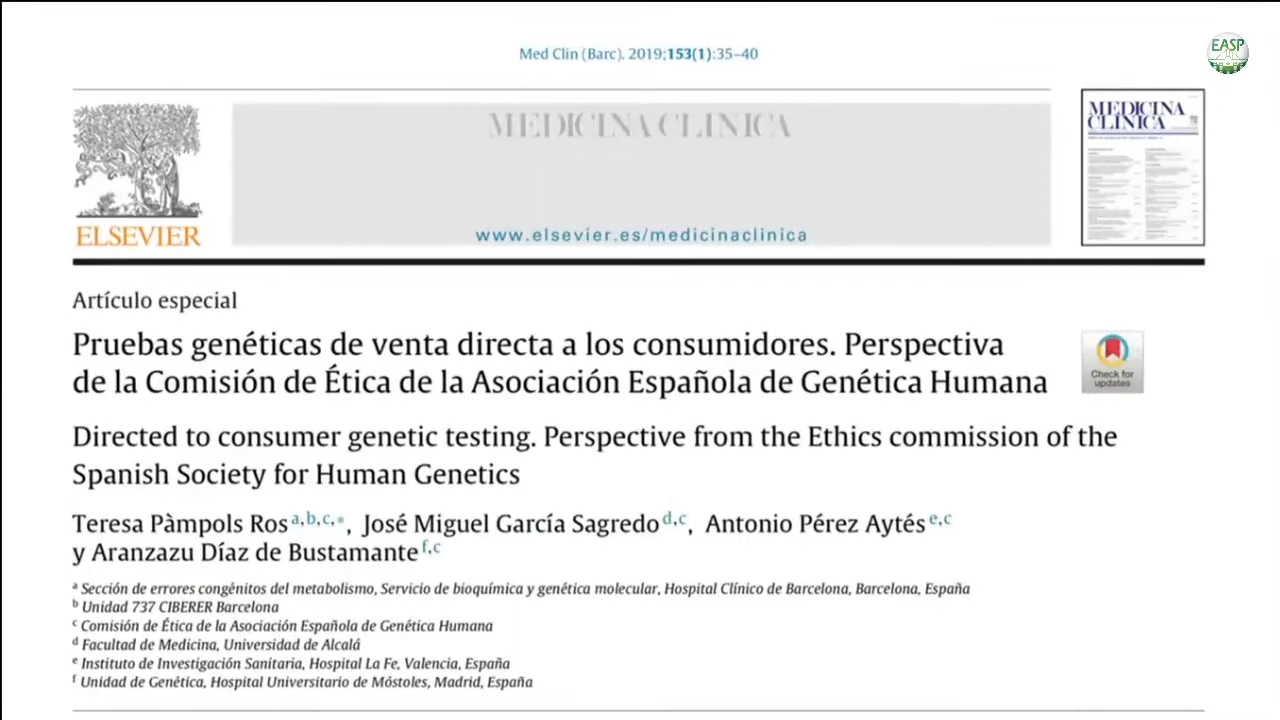 Med Clin (Barc). 2019;153(1):35–40
EASP
MEDICINA CLINICA
www.elsevier.es/medicinaclinica
ELSEVIER
MEDICINA
CLINICA
Artículo especial
Pruebas genéticas de venta directa a los consumidores. Perspectiva
de la Comisión de Ética de la Asociación Española de Genética Humana
Check for
updates
Directed to consumer genetic testing. Perspective from the Ethics commission of the
Spanish Society for Human Genetics
Teresa Pàmpols Ros a,b,c,*, José Miguel García Sagredo d,c, Antonio Pérez Aytés e,c
y Aranzazu Díaz de Bustamante f,c
a Sección de errores congénitos del metabolismo, Servicio de bioquímica y genética molecular, Hospital Clínico de Barcelona, Barcelona, España
b Unidad 737 CIBERER Barcelona
c Comisión de Ética de la Asociación Española de Genética Humana
d Facultad de Medicina, Universidad de Alcalá
e Instituto de Investigación Sanitaria, Hospital La Fe, Valencia, España
f Unidad de Genética, Hospital Universitario de Móstoles, Madrid, España